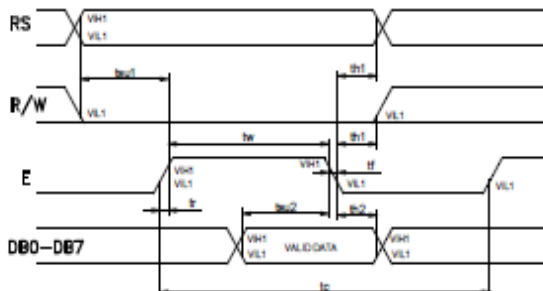 RS VIH1
VIL1
tsu1 th1
R/W VIL1 VIL1
tw th1
E VIH1 VIH1 tf
VIL1 VIL1 VIL1
tr tsu2 th2
DB0-DB7 VIH1 VALID DATA VIH1
VIL1 VIL1
tc